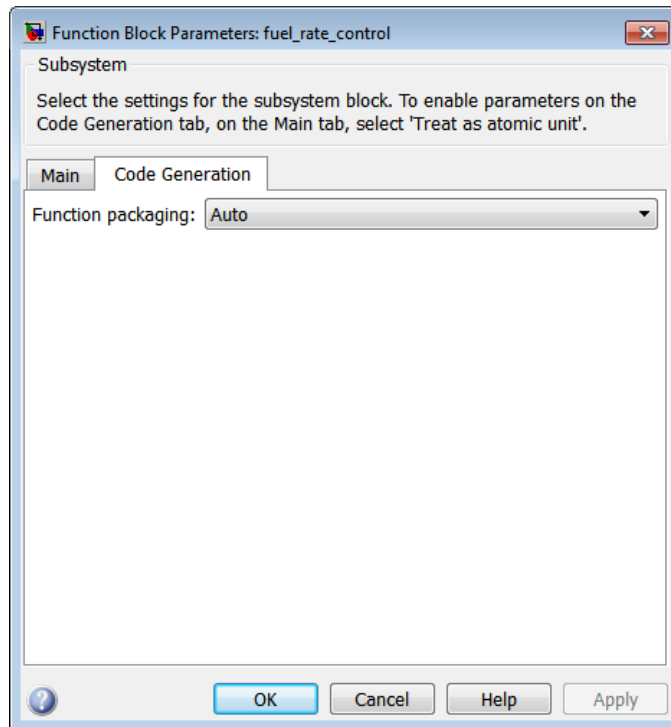 Function Block Parameters: fuel_rate_control
Subsystem
Select the settings for the subsystem block. To enable parameters on the
Code Generation tab, on the Main tab, select 'Treat as atomic unit'.
Main Code Generation
Function packaging: Auto
? OK Cancel Help Apply